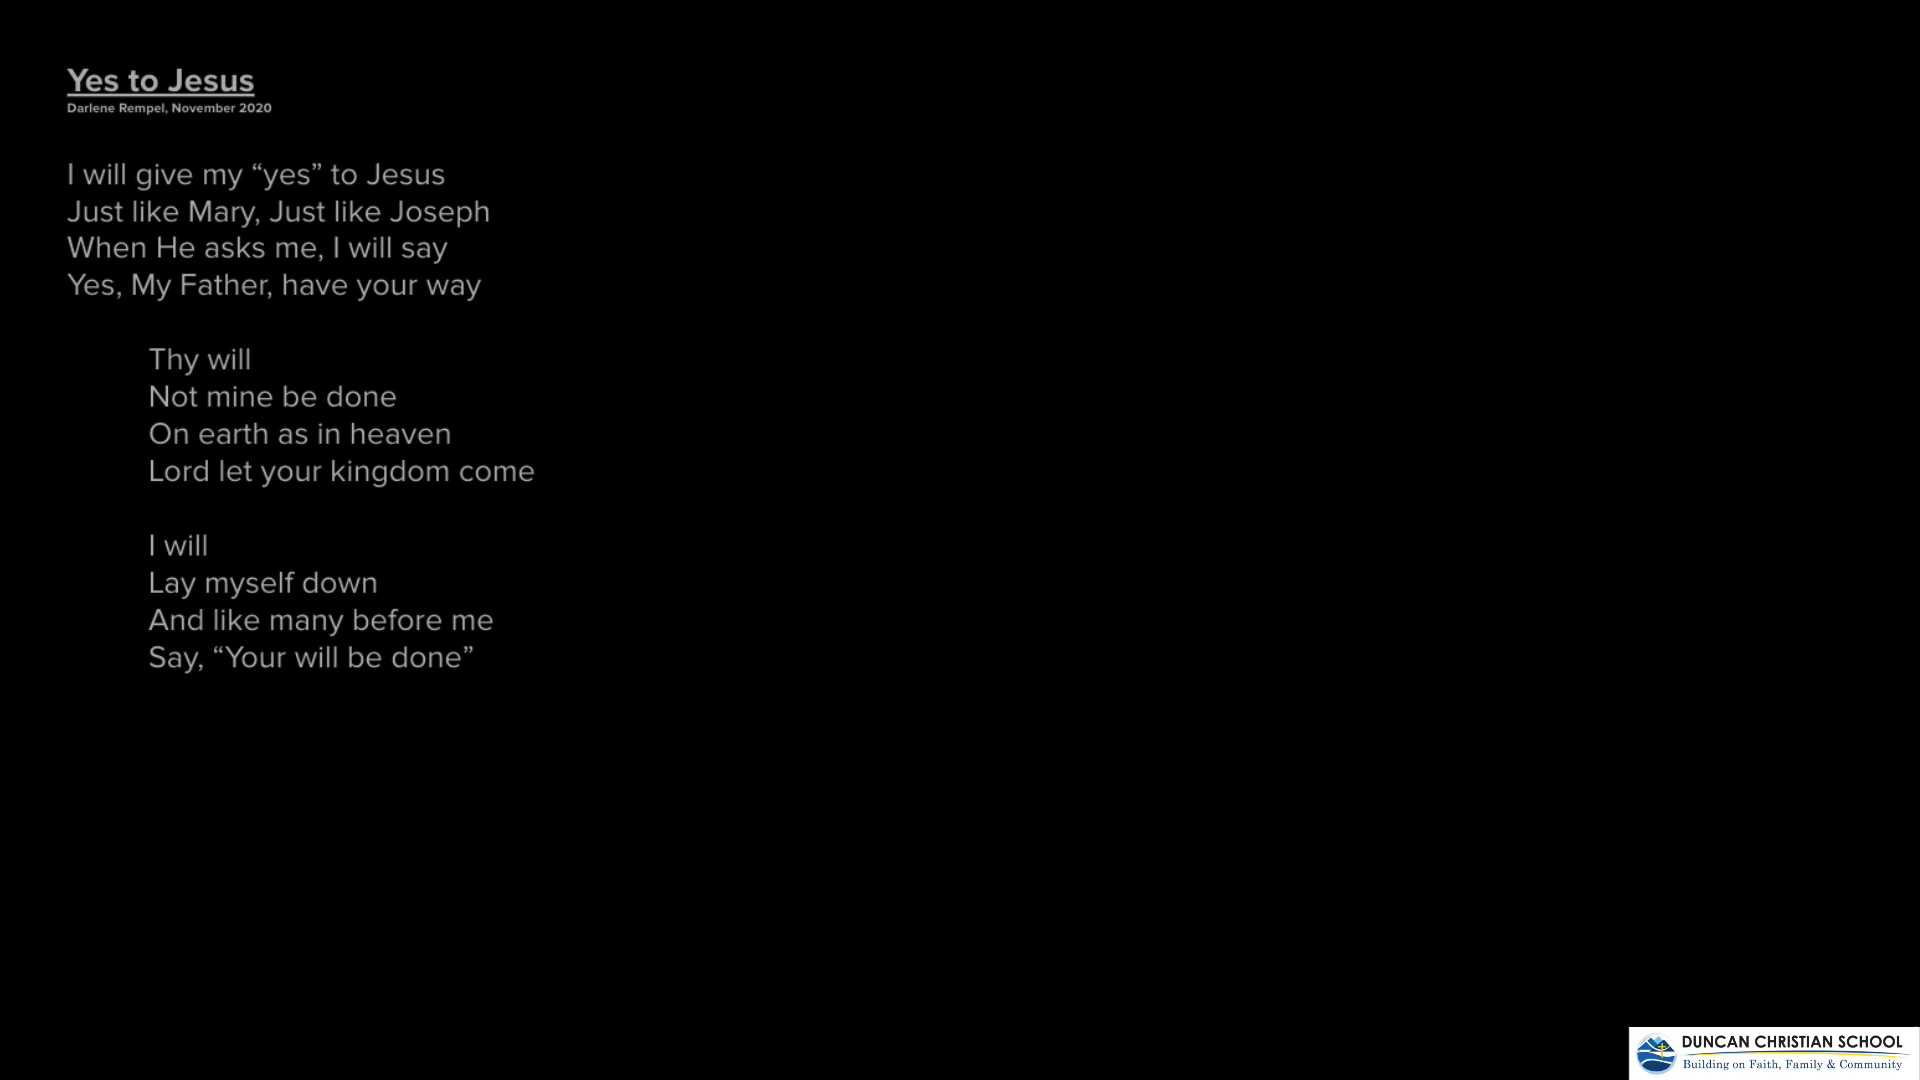 Yes to Jesus
Darlene Rempel, November 2020
I will give my “yes” to Jesus
Just like Mary, Just like Joseph
When He asks me, I will say
Yes, My Father, have your way
Thy will
Not mine be done
On earth as in heaven
Lord let your kingdom come
I will
Lay myself down
And like many before me
Say, “Your will be done”
DUNCAN CHRISTIAN SCHOOL
Building on Faith, Family & Community